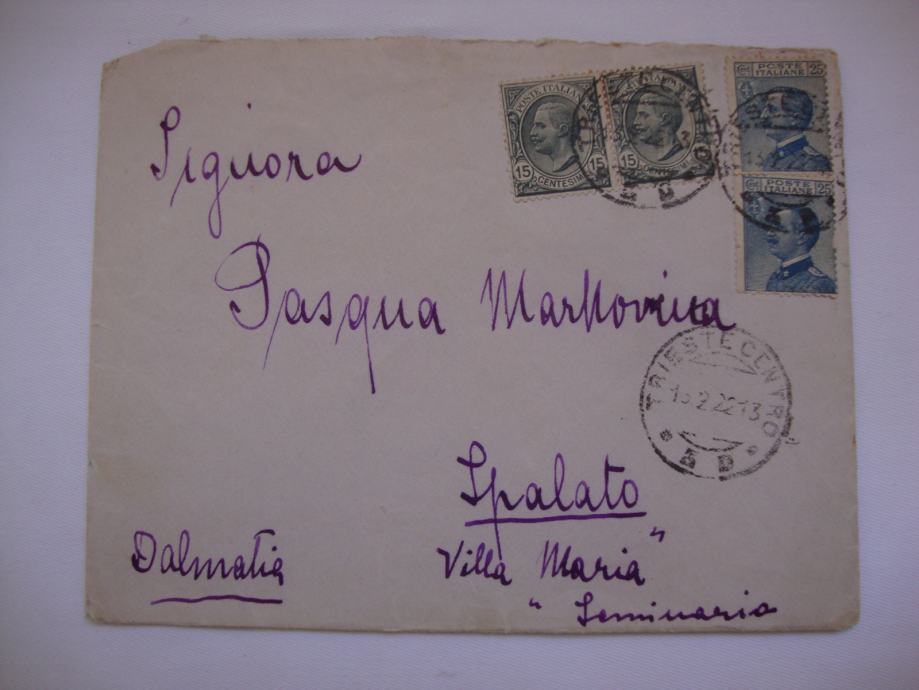 POSTE ITALIANE
15 15
CENTESIMI
15
POSTE ITALIANE 25
POSTE ITALIANE 25
Signora
Pasqua Markovina
TRIESTE CENTRO
13.2.22 13
A D
Spalato
Villa Maria"
" Seminario
Dalmatia